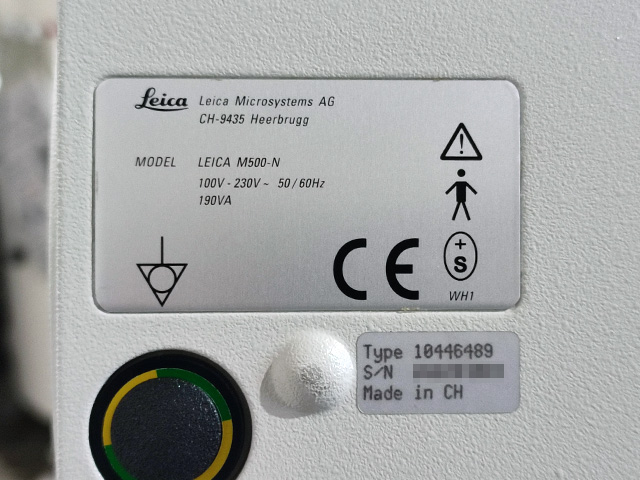 Leica Leica Microsystems AG
CH-9435 Heerbrugg
MODEL LEICA M500-N
100V - 230V ~ 50 / 60Hz
190VA
CE
+
S
WH1
Type 10446489
S/N
Made in CH